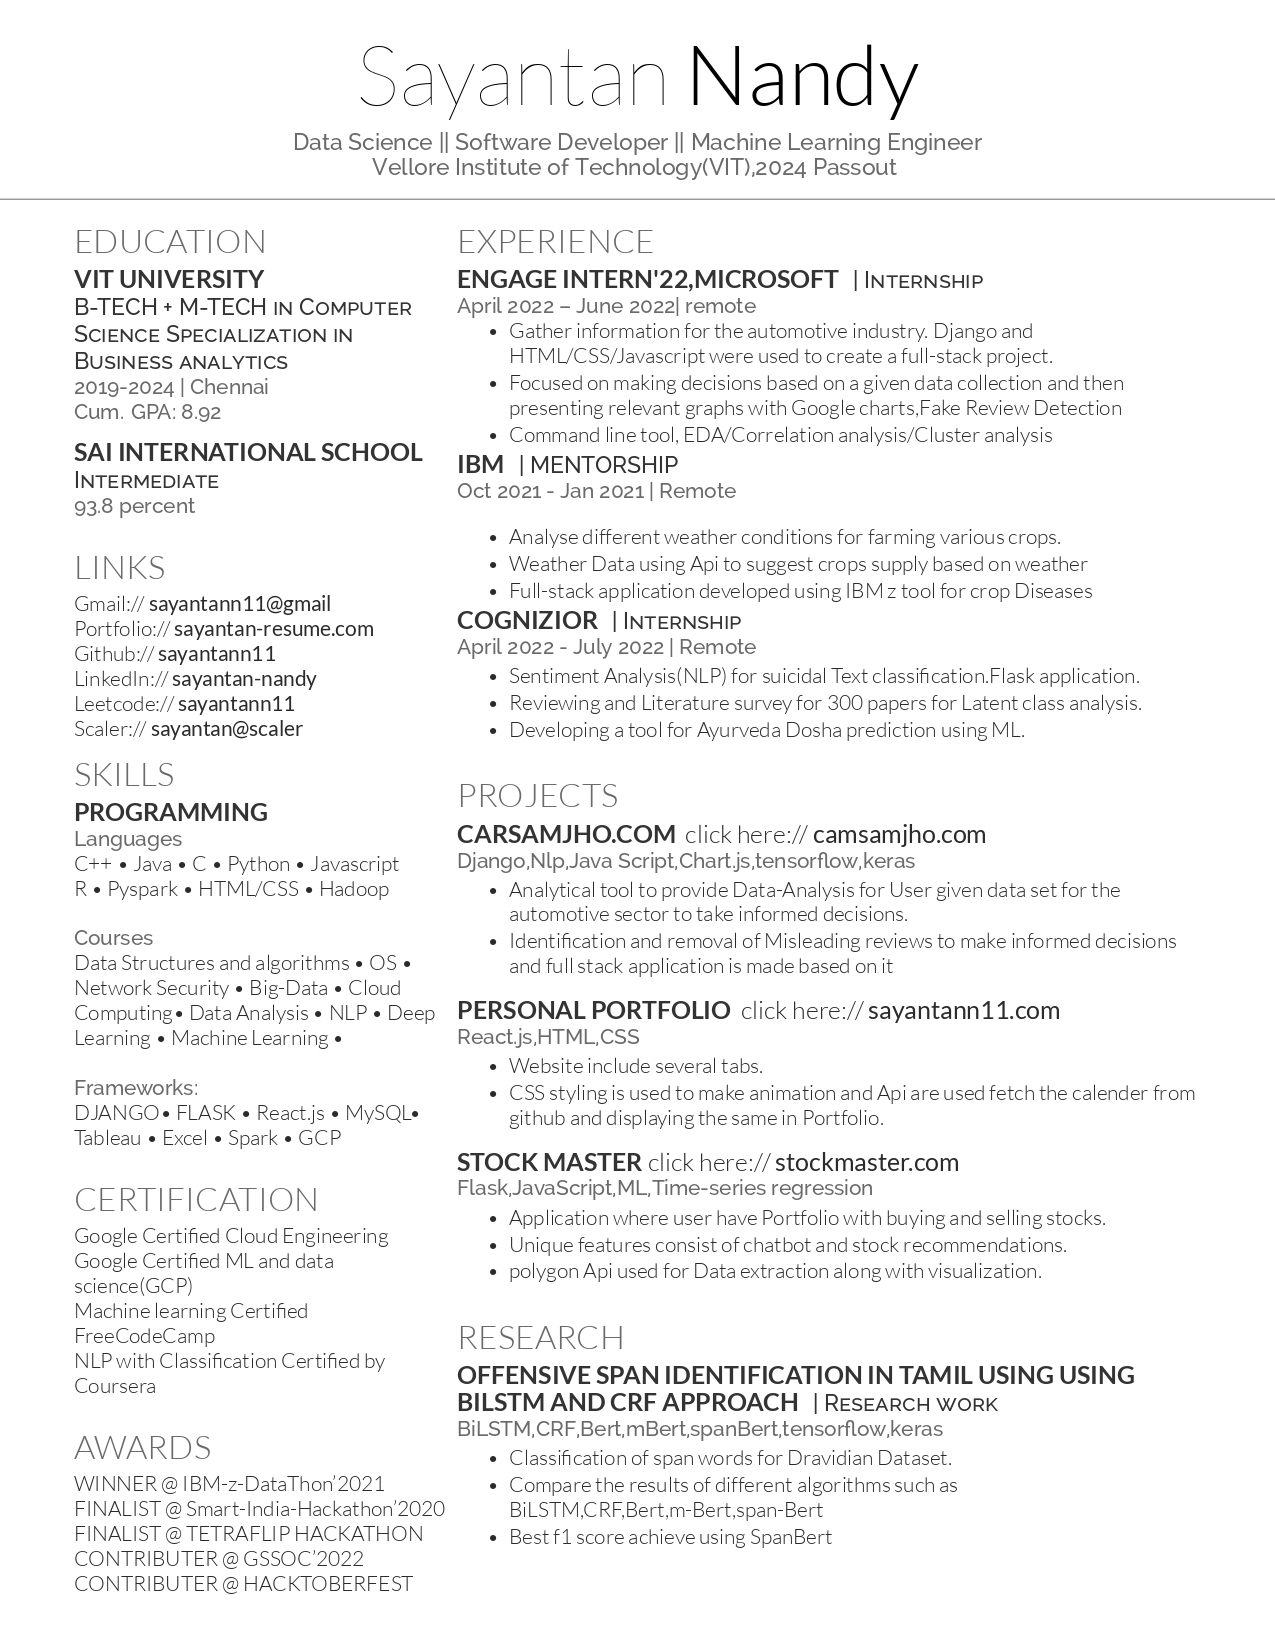 Sayantan Nandy
Data Science || Software Developer || Machine Learning Engineer
Vellore Institute of Technology(VIT),2024 Passout
EDUCATION
VIT UNIVERSITY
B-TECH + M-TECH IN COMPUTER
SCIENCE SPECIALIZATION IN
BUSINESS ANALYTICS
2019-2024 | Chennai
Cum. GPA: 8.92
SAI INTERNATIONAL SCHOOL
INTERMEDIATE
93.8 percent
LINKS
Gmail:// sayantann11@gmail
Portfolio:// sayantan-resume.com
Github:// sayantann11
LinkedIn:// sayantan-nandy
Leetcode:// sayantann11
Scaler:// sayantan@scaler
SKILLS
PROGRAMMING
Languages
C++ • Java • C • Python • Javascript
R • Pyspark • HTML/CSS • Hadoop
Courses
Data Structures and algorithms • OS •
Network Security • Big-Data • Cloud
Computing• Data Analysis • NLP • Deep
Learning • Machine Learning •
Frameworks:
DJANGO• FLASK • React.js • MySQL•
Tableau • Excel • Spark • GCP
CERTIFICATION
Google Certified Cloud Engineering
Google Certified ML and data
science(GCP)
Machine learning Certified
FreeCodeCamp
NLP with Classification Certified by
Coursera
AWARDS
WINNER @ IBM-z-DataThon’2021
FINALIST @ Smart-India-Hackathon’2020
FINALIST @ TETRAFLIP HACKATHON
CONTRIBUTER @ GSSOC’2022
CONTRIBUTER @ HACKTOBERFEST
EXPERIENCE
ENGAGE INTERN'22,MICROSOFT | INTERNSHIP
April 2022 – June 2022| remote
• Gather information for the automotive industry. Django and
HTML/CSS/Javascript were used to create a full-stack project.
• Focused on making decisions based on a given data collection and then
presenting relevant graphs with Google charts,Fake Review Detection
• Command line tool, EDA/Correlation analysis/Cluster analysis
IBM | MENTORSHIP
Oct 2021 - Jan 2021 | Remote
• Analyse different weather conditions for farming various crops.
• Weather Data using Api to suggest crops supply based on weather
• Full-stack application developed using IBM z tool for crop Diseases
COGNIZIOR | INTERNSHIP
April 2022 - July 2022 | Remote
• Sentiment Analysis(NLP) for suicidal Text classification.Flask application.
• Reviewing and Literature survey for 300 papers for Latent class analysis.
• Developing a tool for Ayurveda Dosha prediction using ML.
PROJECTS
CARSAMJHO.COM click here:// camsamjho.com
Django,Nlp,Java Script,Chart.js,tensorflow,keras
• Analytical tool to provide Data-Analysis for User given data set for the
automotive sector to take informed decisions.
• Identification and removal of Misleading reviews to make informed decisions
and full stack application is made based on it
PERSONAL PORTFOLIO click here:// sayantann11.com
React.js,HTML,CSS
• Website include several tabs.
• CSS styling is used to make animation and Api are used fetch the calender from
github and displaying the same in Portfolio.
STOCK MASTER click here:// stockmaster.com
Flask,JavaScript,ML,Time-series regression
• Application where user have Portfolio with buying and selling stocks.
• Unique features consist of chatbot and stock recommendations.
• polygon Api used for Data extraction along with visualization.
RESEARCH
OFFENSIVE SPAN IDENTIFICATION IN TAMIL USING USING
BILSTM AND CRF APPROACH | RESEARCH WORK
BiLSTM,CRF,Bert,mBert,spanBert,tensorflow,keras
• Classification of span words for Dravidian Dataset.
• Compare the results of different algorithms such as
BiLSTM,CRF,Bert,m-Bert,span-Bert
• Best f1 score achieve using SpanBert